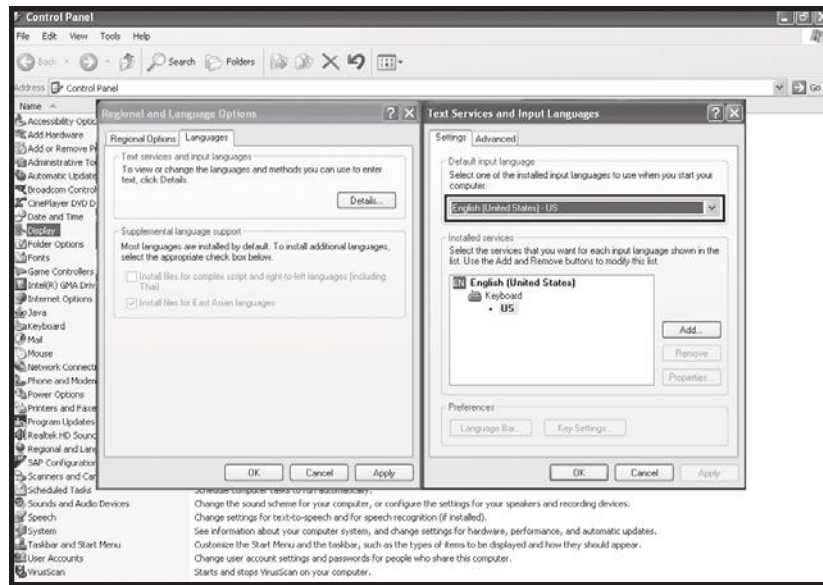 Control Panel
File Edit View Tools Help
Back Search Folders
Address Control Panel Go
Name
Accessibility Optio
Add Hardware
Add or Remove P
Administrative To
Automatic Update
Broadcom Control
CinePlayer DVD D
Date and Time
Display
Folder Options
Fonts
Game Controllers
Intel(R) GMA Driv
Internet Options
Java
Keyboard
Mail
Mouse
Network Connecti
Phone and Modem
Power Options
Printers and Faxe
Program Updates
Realtek HD Sound
Regional and Lang
SAP Configuration
Scanners and Can
Scheduled Tasks Schedule computer tasks to run automatically.
Sounds and Audio Devices Change the sound scheme for your computer, or configure the settings for your speakers and recording devices.
Speech Change settings for text-to-speech and for speech recognition (if installed).
System See information about your computer system, and change settings for hardware, performance, and automatic updates.
Taskbar and Start Menu Customize the Start Menu and the taskbar, such as the types of items to be displayed and how they should appear.
User Accounts Change user account settings and passwords for people who share this computer.
VirusScan Starts and stops VirusScan on your computer.
Regional and Language Options
Regional Options Languages
Text services and input languages
To view or change the languages and methods you can use to enter
text, click Details.
Details...
Supplemental language support
Most languages are installed by default. To install additional languages,
select the appropriate check box below.
Install files for complex script and right-to-left languages (including
Thai)
Install files for East Asian languages
OK Cancel Apply
Text Services and Input Languages
Settings Advanced
Default input language
Select one of the installed input languages to use when you start your
computer.
English (United States) - US
Installed services
Select the services that you want for each input language shown in the
list. Use the Add and Remove buttons to modify this list.
EN English (United States)
Keyboard
US
Add...
Remove
Properties...
Preferences
Language Bar... Key Settings...
OK Cancel Apply